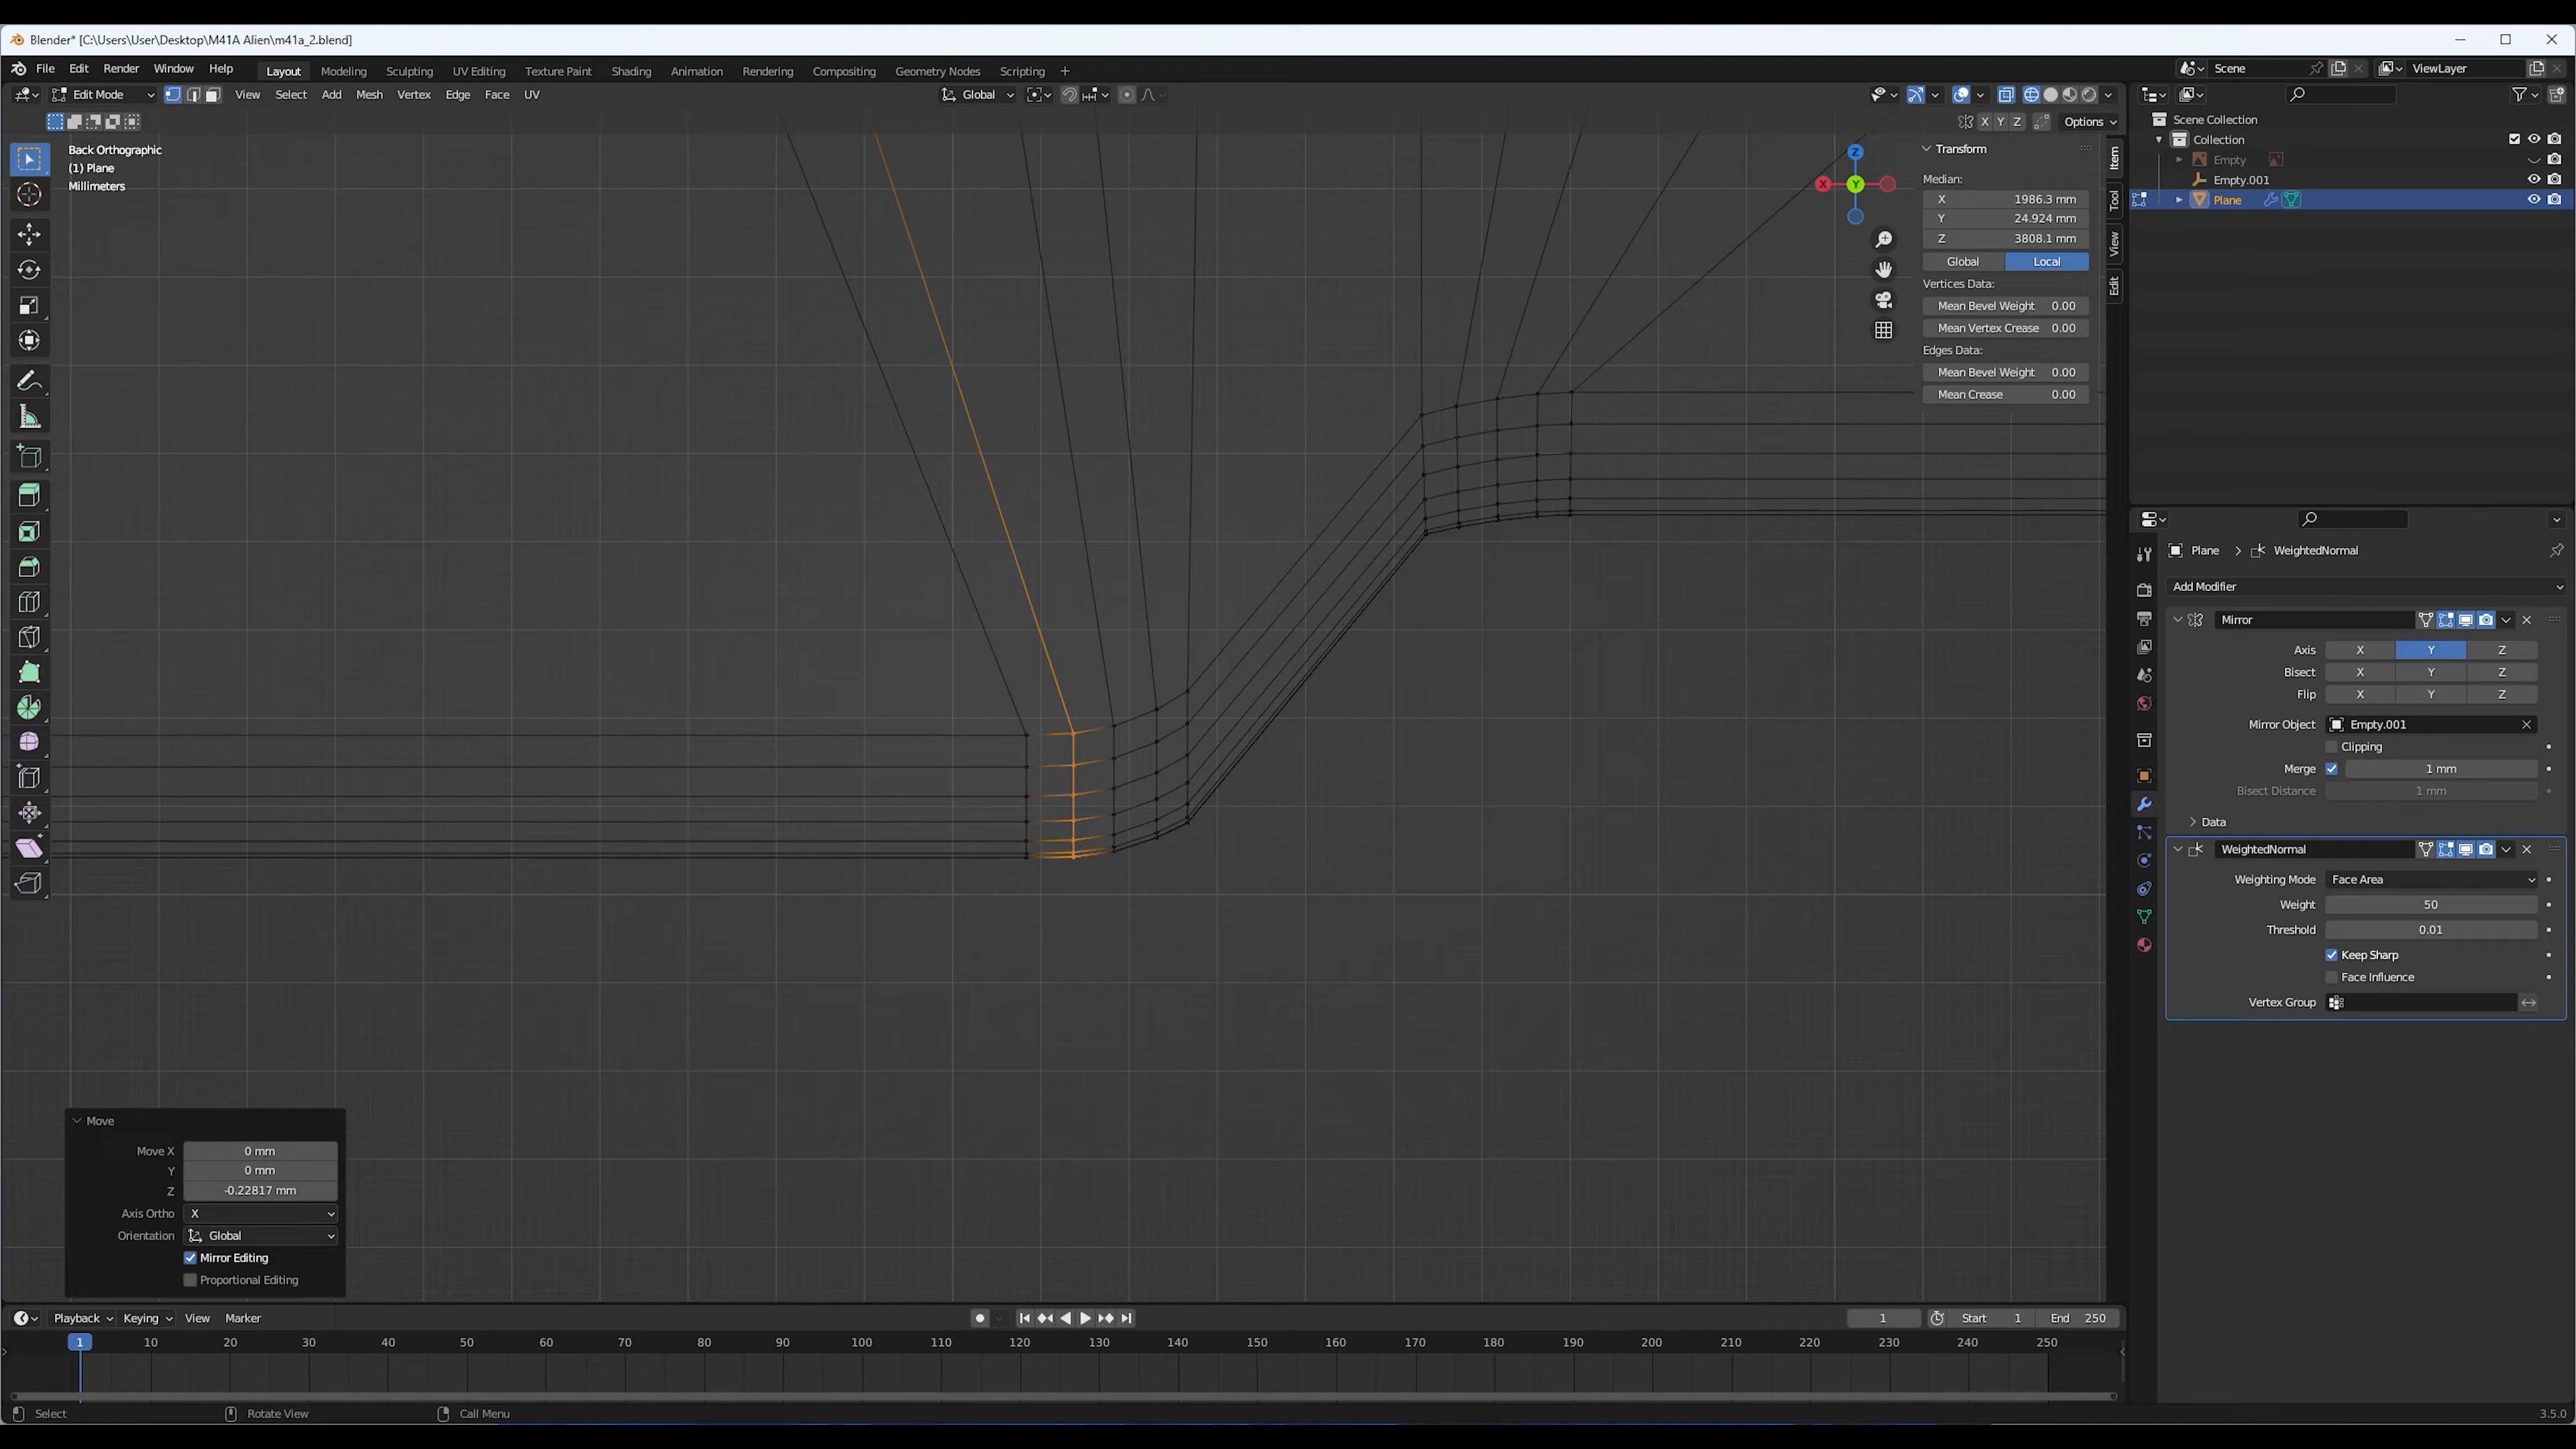 Blender* [C:\Users\User\Desktop\M41A Alien\m41a_2.blend]
File Edit Render Window Help
Layout Modeling Sculpting UV Editing Texture Paint Shading Animation Rendering Compositing Geometry Nodes Scripting +
Scene
ViewLayer
Edit Mode View Select Add Mesh Vertex Edge Face UV
Global
X Y Z Options
Back Orthographic
(1) Plane
Millimeters
Z
X Y
Transform
Median:
X 1986.3 mm
Y 24.924 mm
Z 3808.1 mm
Global Local
Vertices Data:
Mean Bevel Weight 0.00
Mean Vertex Crease 0.00
Edges Data:
Mean Bevel Weight 0.00
Mean Crease 0.00
Item
Tool
View
Edit
Scene Collection
Collection
Empty
Empty.001
Plane
Plane > WeightedNormal
Add Modifier
Mirror
Axis X Y Z
Bisect X Y Z
Flip X Y Z
Mirror Object Empty.001
Clipping
Merge 1 mm
Bisect Distance 1 mm
Data
WeightedNormal
Weighting Mode Face Area
Weight 50
Threshold 0.01
Keep Sharp
Face Influence
Vertex Group
Move
Move X 0 mm
Y 0 mm
Z -0.22817 mm
Axis Ortho X
Orientation Global
Mirror Editing
Proportional Editing
Playback Keying View Marker
1 Start 1 End 250
1 10 20 30 40 50 60 70 80 90 100 110 120 130 140 150 160 170 180 190 200 210 220 230 240 250
Select Rotate View Call Menu
3.5.0